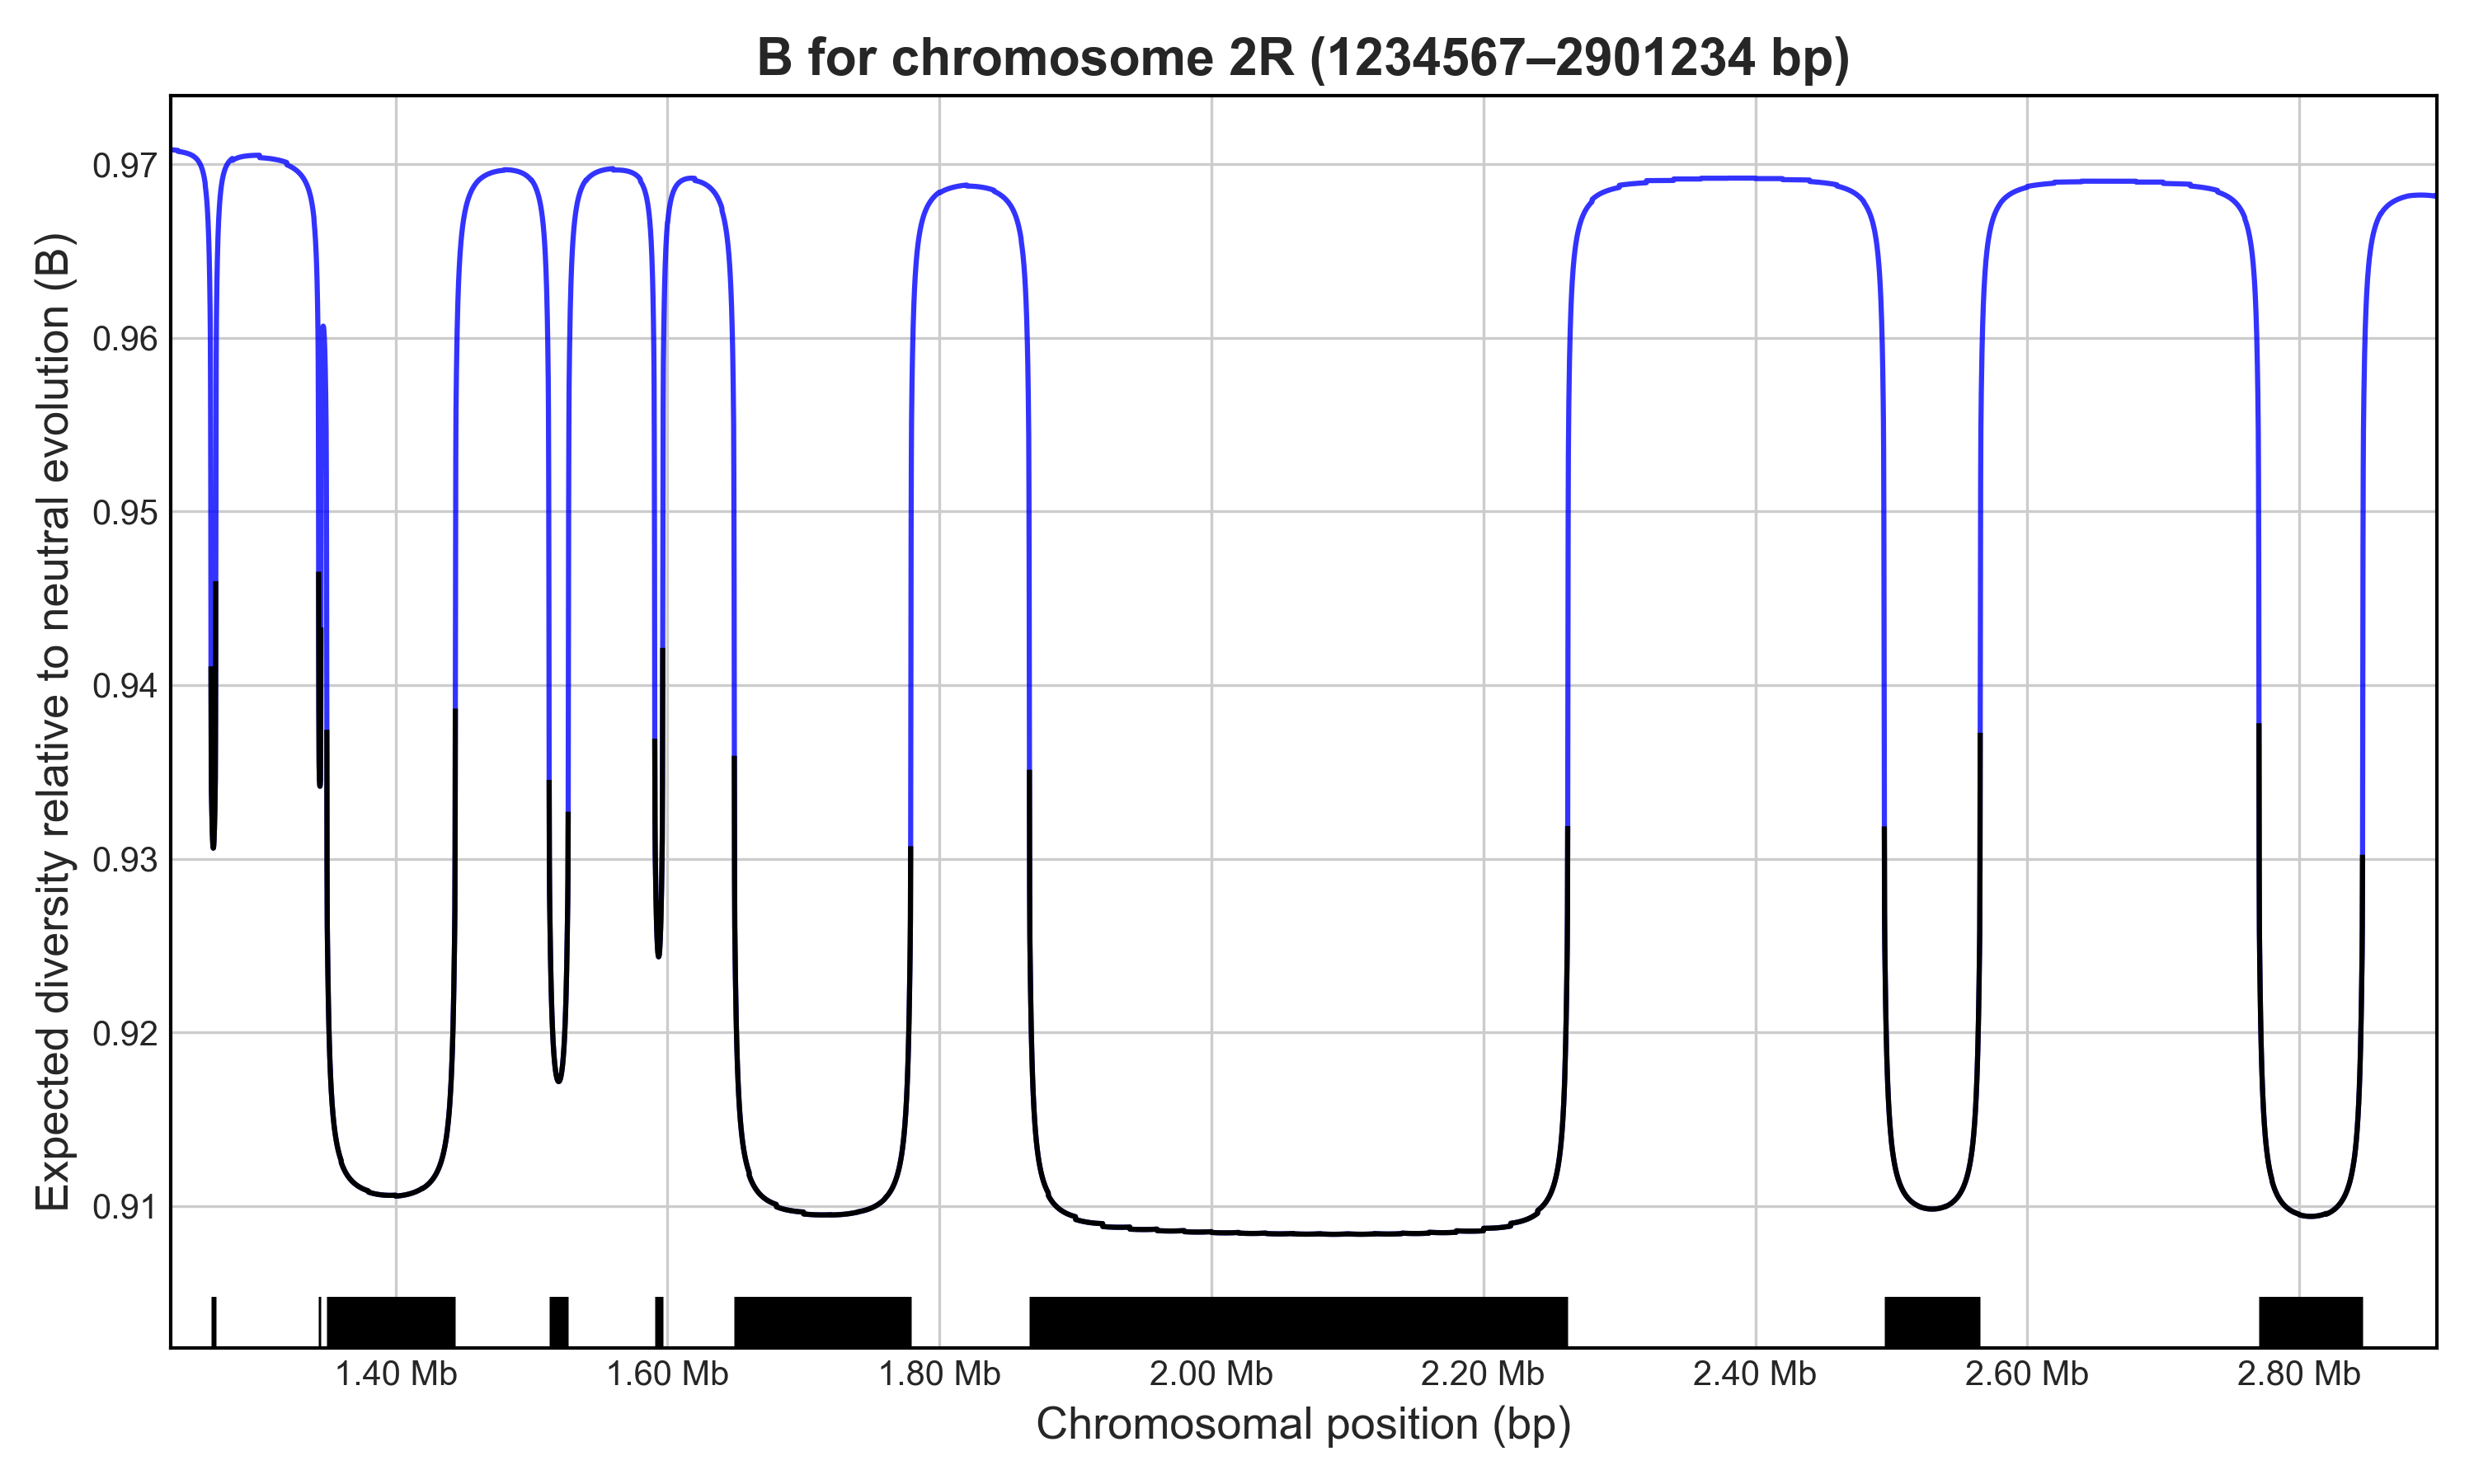 B for chromosome 2R (1234567–2901234 bp)
Expected diversity relative to neutral evolution (B)
0.97
0.96
0.95
0.94
0.93
0.92
0.91
1.40 Mb
1.60 Mb
1.80 Mb
2.00 Mb
2.20 Mb
2.40 Mb
2.60 Mb
2.80 Mb
Chromosomal position (bp)